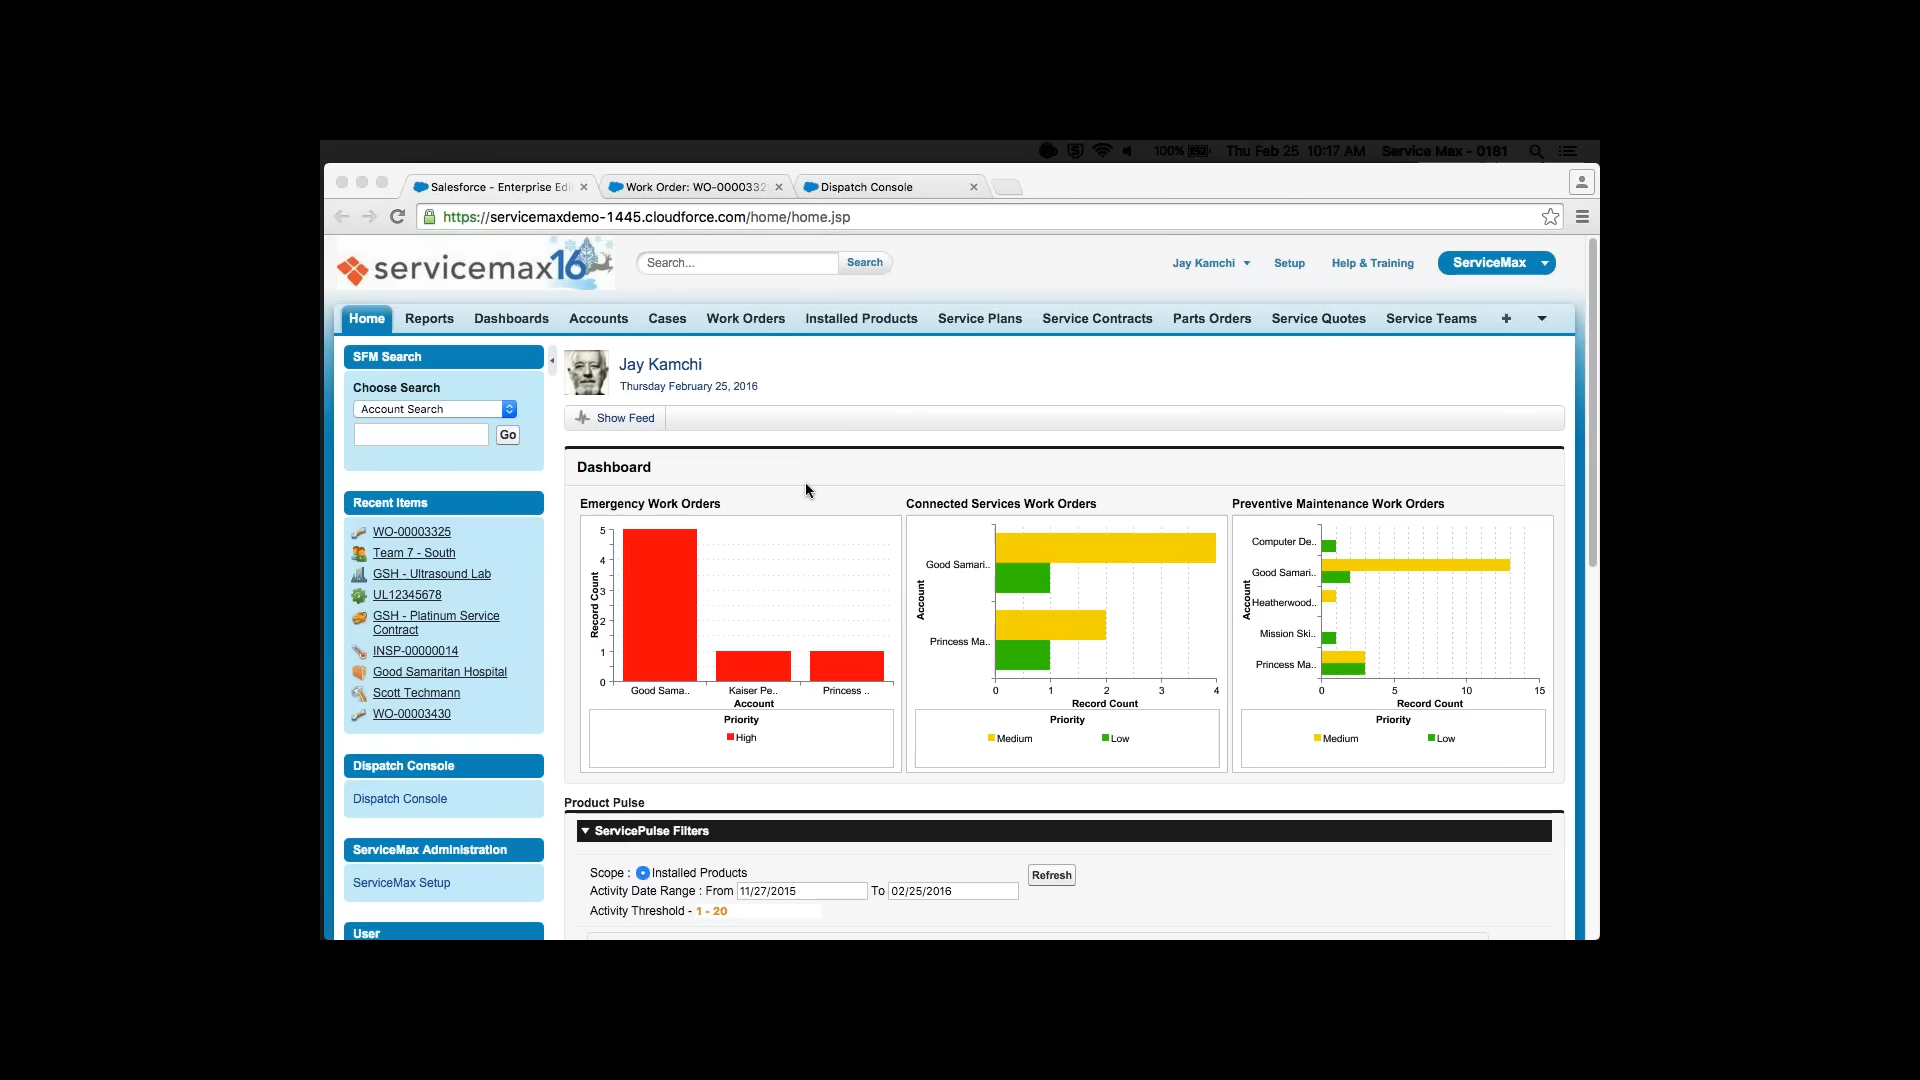 100% Thu Feb 25 10:17 AM Service Max - 0181
Salesforce - Enterprise Edi
Work Order: WO-0000332
Dispatch Console
https://servicemaxdemo-1445.cloudforce.com/home/home.jsp
servicemax16
Search...
Search
Jay Kamchi
Setup
Help & Training
ServiceMax
Home
Reports
Dashboards
Accounts
Cases
Work Orders
Installed Products
Service Plans
Service Contracts
Parts Orders
Service Quotes
Service Teams
+
SFM Search
Choose Search
Account Search
Go
Recent Items
WO-00003325
Team 7 - South
GSH - Ultrasound Lab
UL12345678
GSH - Platinum Service
Contract
INSP-00000014
Good Samaritan Hospital
Scott Techmann
WO-00003430
Dispatch Console
Dispatch Console
ServiceMax Administration
ServiceMax Setup
User
Jay Kamchi
Thursday February 25, 2016
Show Feed
Dashboard
Emergency Work Orders
5
4
3
2
1
0
Record Count
Good Sama..
Kaiser Pe..
Princess ..
Account
Priority
High
Connected Services Work Orders
Account
Good Samari..
Princess Ma..
0 1 2 3 4
Record Count
Priority
Medium
Low
Preventive Maintenance Work Orders
Account
Computer De..
Good Samari..
Heatherwood..
Mission Ski..
Princess Ma..
0 5 10 15
Record Count
Priority
Medium
Low
Product Pulse
ServicePulse Filters
Scope : Installed Products
Activity Date Range : From 11/27/2015 To 02/25/2016
Refresh
Activity Threshold - 1 - 20